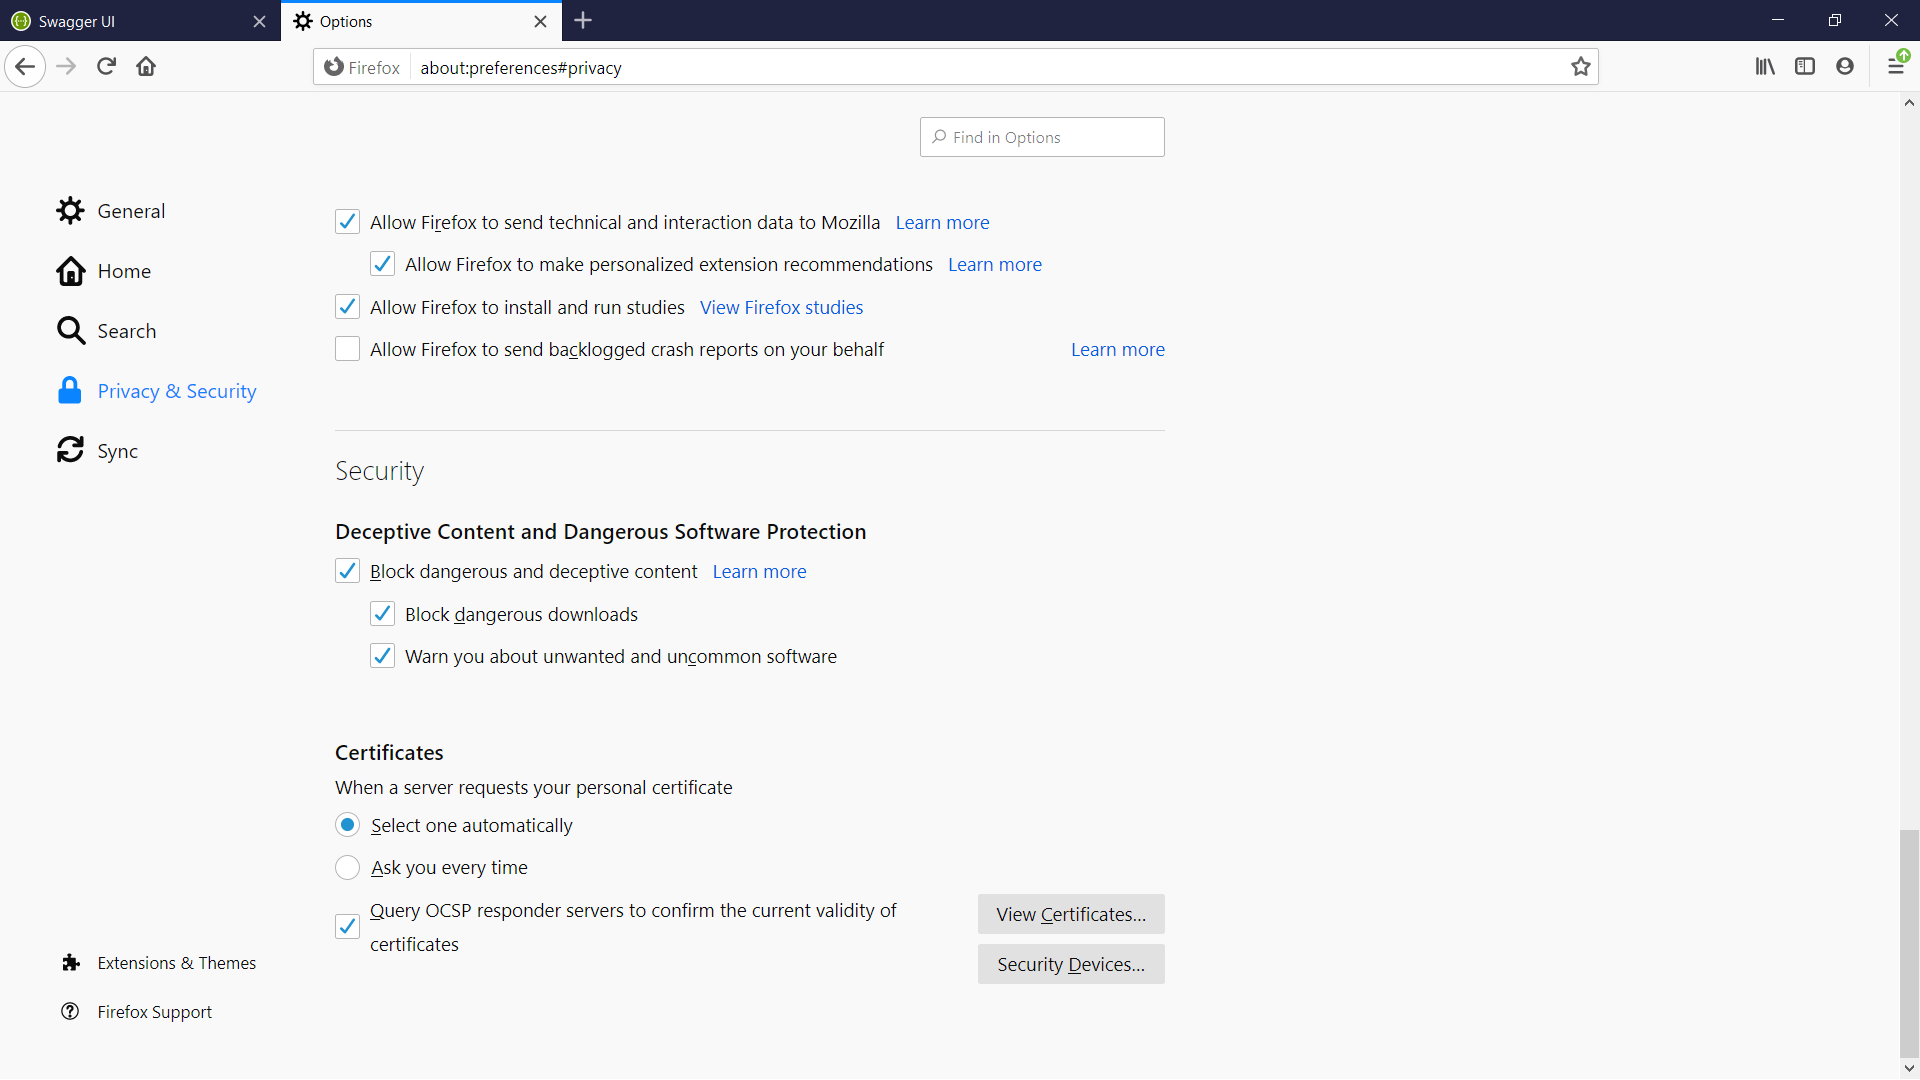 Swagger UI
Options
Firefox
about:preferences#privacy
Find in Options
General
Home
Search
Privacy & Security
Sync
Allow Firefox to send technical and interaction data to Mozilla Learn more
Allow Firefox to make personalized extension recommendations Learn more
Allow Firefox to install and run studies View Firefox studies
Allow Firefox to send backlogged crash reports on your behalf Learn more
Security
Deceptive Content and Dangerous Software Protection
Block dangerous and deceptive content Learn more
Block dangerous downloads
Warn you about unwanted and uncommon software
Certificates
When a server requests your personal certificate
Select one automatically
Ask you every time
Query OCSP responder servers to confirm the current validity of
certificates
View Certificates...
Security Devices...
Extensions & Themes
Firefox Support